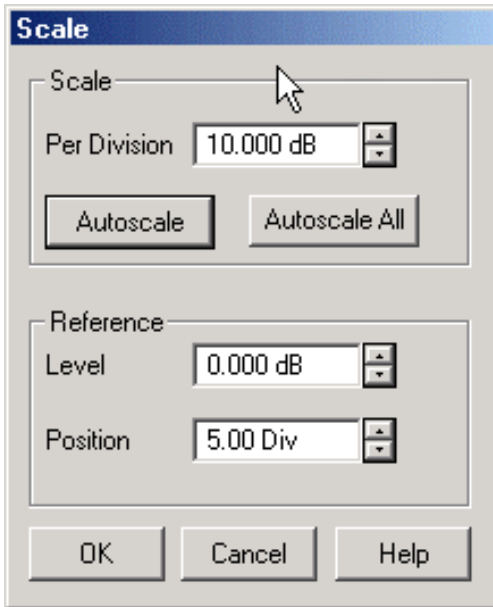 Scale
Scale
Per Division 10.000 dB
Autoscale Autoscale All
Reference
Level 0.000 dB
Position 5.00 Div
OK Cancel Help